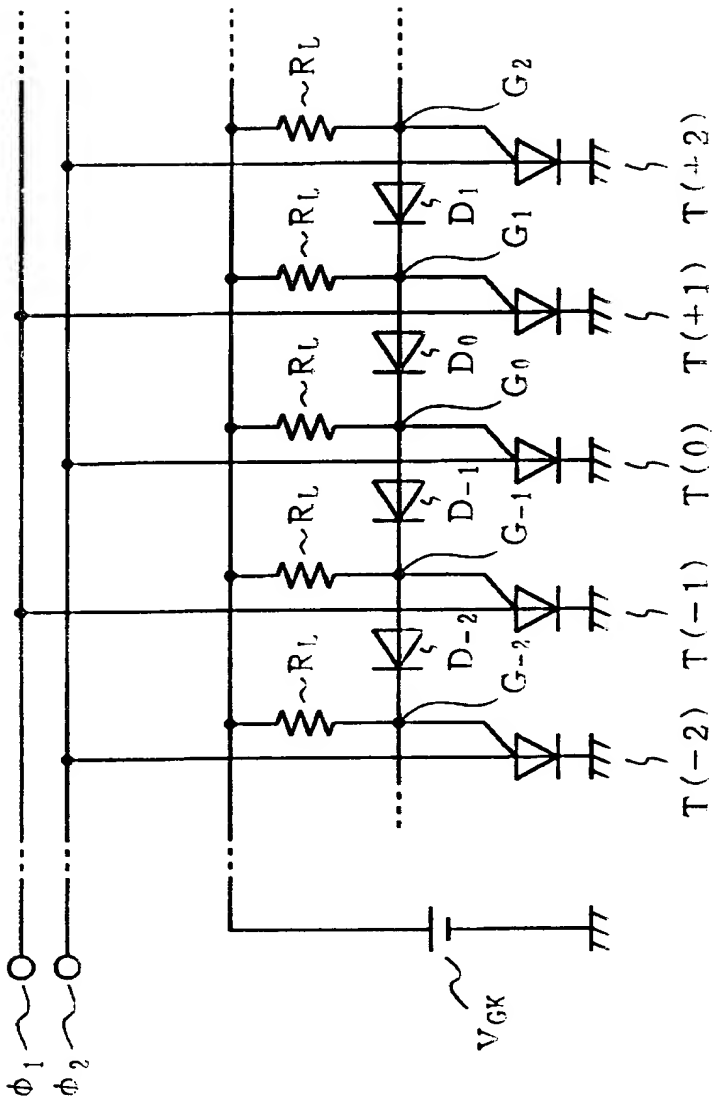 ϕ1
ϕ2
VGK
~RL
~RL
~RL
~RL
~RL
D-2
D-1
D0
D1
G-2
G-1
G0
G1
G2
T(-2)
T(-1)
T(0)
T(+1)
T(+2)